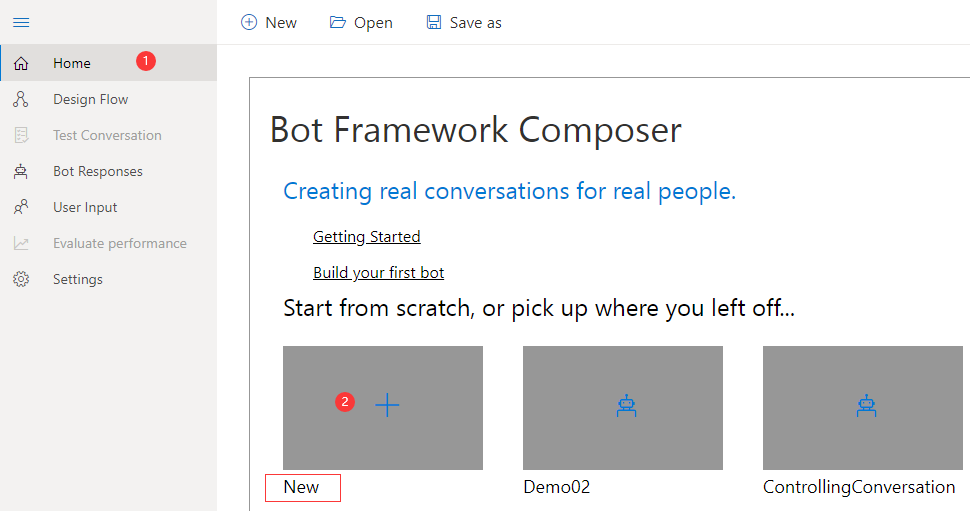 New Open Save as
Home 1
Design Flow
Test Conversation
Bot Responses
User Input
Evaluate performance
Settings
Bot Framework Composer
Creating real conversations for real people.
Getting Started
Build your first bot
Start from scratch, or pick up where you left off...
2
New Demo02 ControllingConversation